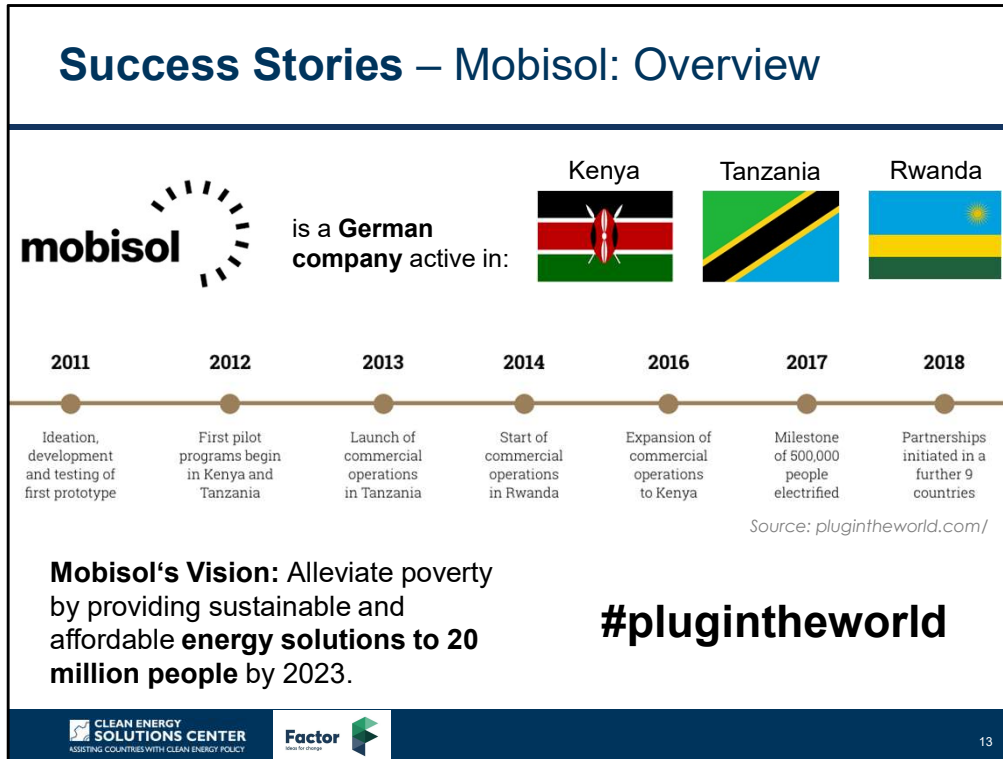 Success Stories – Mobisol: Overview
mobisol
is a German
company active in:
Kenya
Tanzania
Rwanda
2011
2012
2013
2014
2016
2017
2018
Ideation,
development
and testing of
first prototype
First pilot
programs begin
in Kenya and
Tanzania
Launch of
commercial
operations
in Tanzania
Start of
commercial
operations
in Rwanda
Expansion of
commercial
operations
to Kenya
Milestone
of 500,000
people
electrified
Partnerships
initiated in a
further 9
countries
Source: plugintheworld.com/
Mobisol‘s Vision: Alleviate poverty
by providing sustainable and
affordable energy solutions to 20
million people by 2023.
#plugintheworld
CLEAN ENERGY
SOLUTIONS CENTER
ASSISTING COUNTRIES WITH CLEAN ENERGY POLICY
Factor
Ideas for change
13